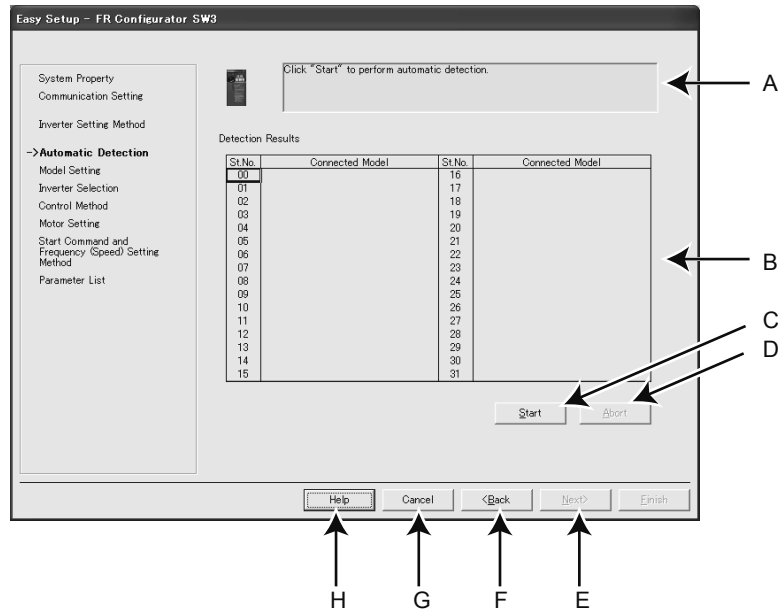 Easy Setup - FR Configurator SW3
System Property
Communication Setting
Inverter Setting Method
->Automatic Detection
Model Setting
Inverter Selection
Control Method
Motor Setting
Start Command and
Frequency (Speed) Setting
Method
Parameter List
Click "Start" to perform automatic detection.
A
Detection Results
St.No. Connected Model St.No. Connected Model
00 16
01 17
02 18
03 19
04 20
05 21
06 22
07 23
08 24
09 25
10 26
11 27
12 28
13 29
14 30
15 31
B
C
D
Start Abort
Help Cancel <Back Next> Finish
H G F E